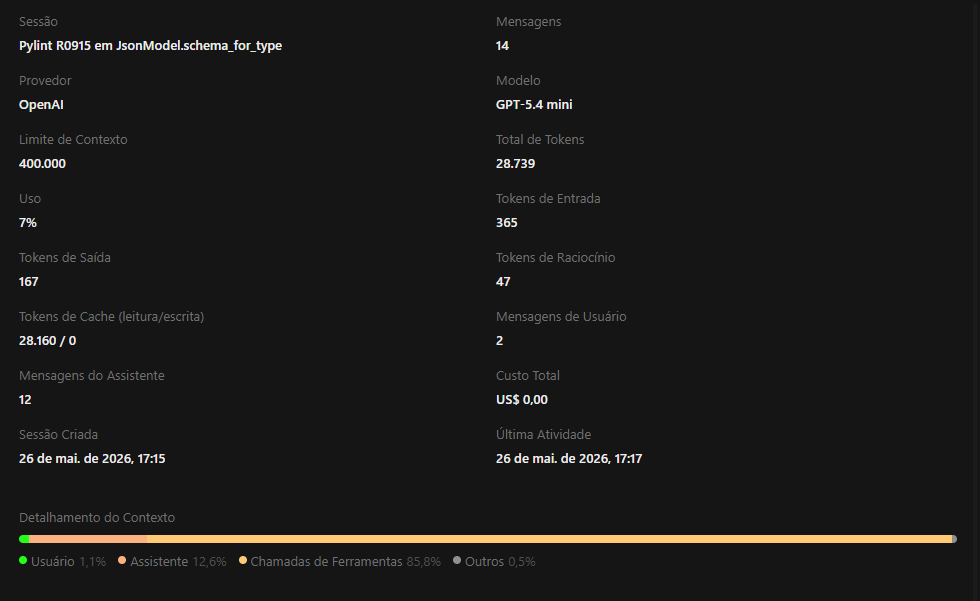 Sessão
Mensagens
Pylint R0915 em JsonModel.schema_for_type
14
Provedor
Modelo
OpenAI
GPT-5.4 mini
Limite de Contexto
Total de Tokens
400.000
28.739
Uso
Tokens de Entrada
7%
365
Tokens de Saída
Tokens de Raciocínio
167
47
Tokens de Cache (leitura/escrita)
Mensagens de Usuário
28.160 / 0
2
Mensagens do Assistente
Custo Total
12
US$ 0,00
Sessão Criada
Última Atividade
26 de mai. de 2026, 17:15
26 de mai. de 2026, 17:17
Detalhamento do Contexto
Usuário 1,1% Assistente 12,6% Chamadas de Ferramentas 85,8% Outros 0,5%